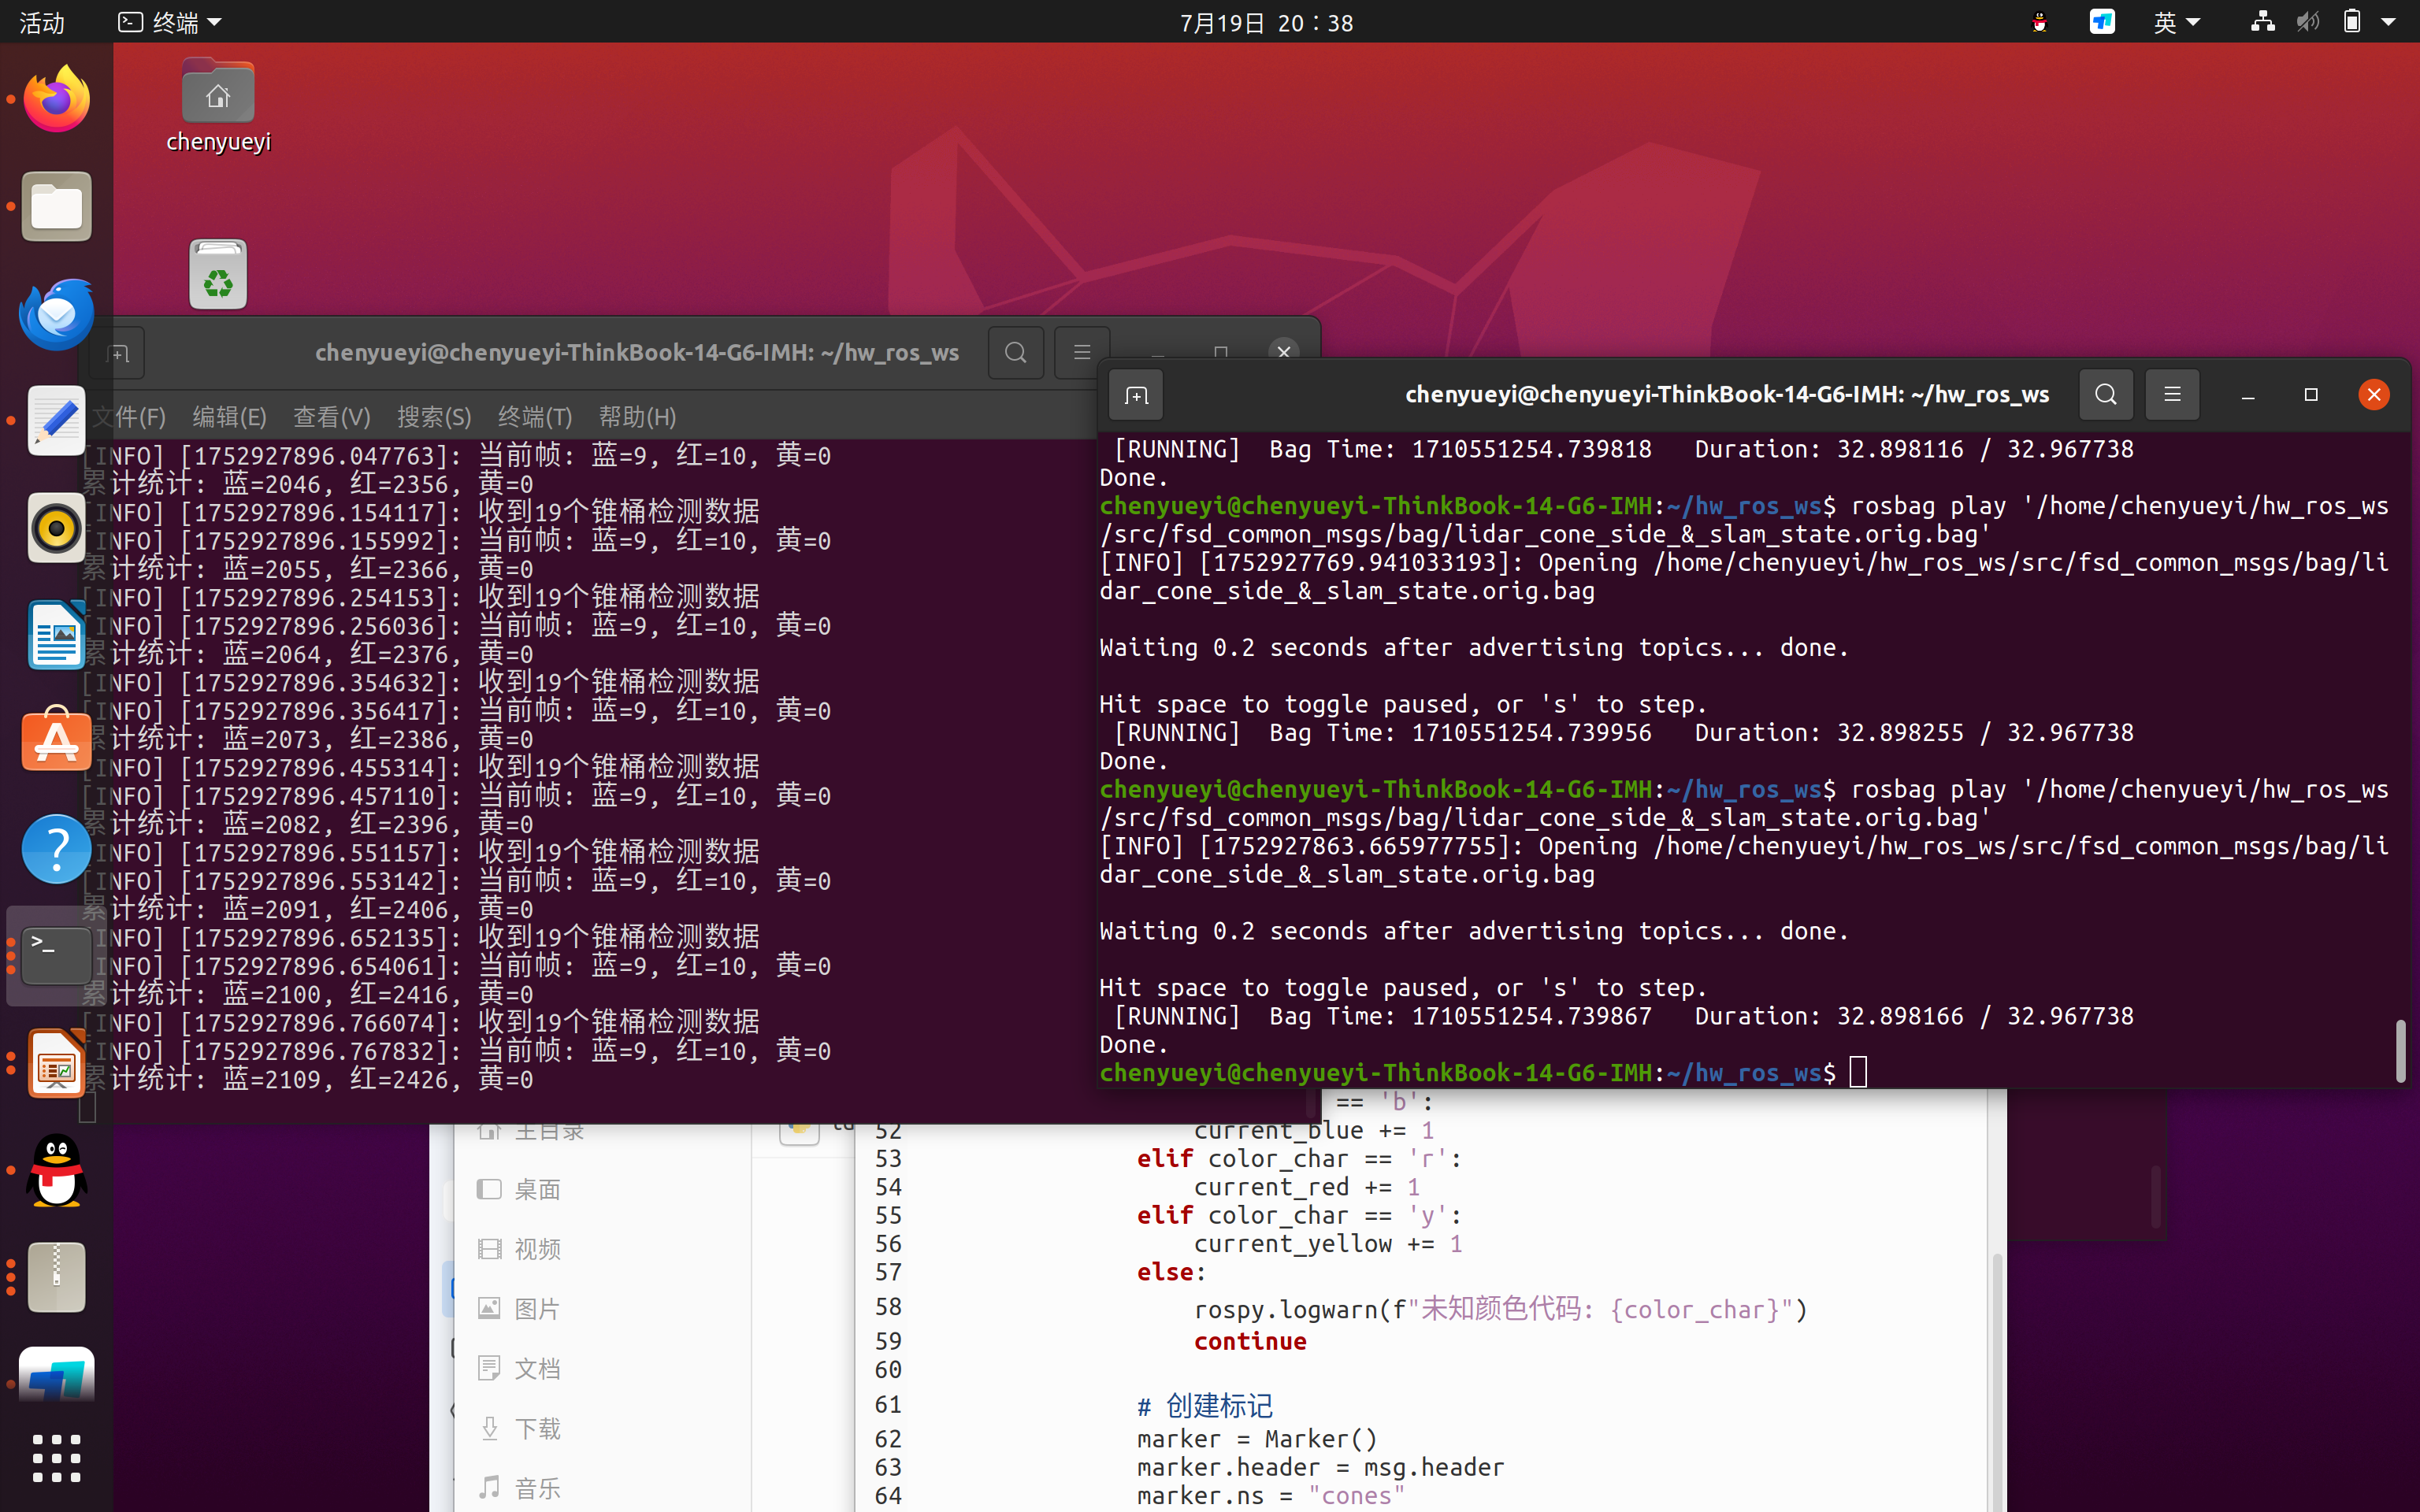 活动
终端
7月19日 20：38
英
chenyueyi
chenyueyi@chenyueyi-ThinkBook-14-G6-IMH: ~/hw_ros_ws
文件(F) 编辑(E) 查看(V) 搜索(S) 终端(T) 帮助(H)
[INFO] [1752927896.047763]: 当前帧: 蓝=9, 红=10, 黄=0
累计统计: 蓝=2046, 红=2356, 黄=0
[INFO] [1752927896.154117]: 收到19个锥桶检测数据
[INFO] [1752927896.155992]: 当前帧: 蓝=9, 红=10, 黄=0
累计统计: 蓝=2055, 红=2366, 黄=0
[INFO] [1752927896.254153]: 收到19个锥桶检测数据
[INFO] [1752927896.256036]: 当前帧: 蓝=9, 红=10, 黄=0
累计统计: 蓝=2064, 红=2376, 黄=0
[INFO] [1752927896.354632]: 收到19个锥桶检测数据
[INFO] [1752927896.356417]: 当前帧: 蓝=9, 红=10, 黄=0
累计统计: 蓝=2073, 红=2386, 黄=0
[INFO] [1752927896.455314]: 收到19个锥桶检测数据
[INFO] [1752927896.457110]: 当前帧: 蓝=9, 红=10, 黄=0
累计统计: 蓝=2082, 红=2396, 黄=0
[INFO] [1752927896.551157]: 收到19个锥桶检测数据
[INFO] [1752927896.553142]: 当前帧: 蓝=9, 红=10, 黄=0
累计统计: 蓝=2091, 红=2406, 黄=0
[INFO] [1752927896.652135]: 收到19个锥桶检测数据
[INFO] [1752927896.654061]: 当前帧: 蓝=9, 红=10, 黄=0
累计统计: 蓝=2100, 红=2416, 黄=0
[INFO] [1752927896.766074]: 收到19个锥桶检测数据
[INFO] [1752927896.767832]: 当前帧: 蓝=9, 红=10, 黄=0
累计统计: 蓝=2109, 红=2426, 黄=0
chenyueyi@chenyueyi-ThinkBook-14-G6-IMH: ~/hw_ros_ws
[RUNNING]  Bag Time: 1710551254.739818   Duration: 32.898116 / 32.967738
Done.
chenyueyi@chenyueyi-ThinkBook-14-G6-IMH:~/hw_ros_ws$ rosbag play '/home/chenyueyi/hw_ros_ws
/src/fsd_common_msgs/bag/lidar_cone_side_&_slam_state.orig.bag'
[INFO] [1752927769.941033193]: Opening /home/chenyueyi/hw_ros_ws/src/fsd_common_msgs/bag/li
dar_cone_side_&_slam_state.orig.bag
Waiting 0.2 seconds after advertising topics... done.
Hit space to toggle paused, or 's' to step.
[RUNNING]  Bag Time: 1710551254.739956   Duration: 32.898255 / 32.967738
Done.
chenyueyi@chenyueyi-ThinkBook-14-G6-IMH:~/hw_ros_ws$ rosbag play '/home/chenyueyi/hw_ros_ws
/src/fsd_common_msgs/bag/lidar_cone_side_&_slam_state.orig.bag'
[INFO] [1752927863.665977755]: Opening /home/chenyueyi/hw_ros_ws/src/fsd_common_msgs/bag/li
dar_cone_side_&_slam_state.orig.bag
Waiting 0.2 seconds after advertising topics... done.
Hit space to toggle paused, or 's' to step.
[RUNNING]  Bag Time: 1710551254.739867   Duration: 32.898166 / 32.967738
Done.
chenyueyi@chenyueyi-ThinkBook-14-G6-IMH:~/hw_ros_ws$
主目录
桌面
视频
图片
文档
下载
音乐
== 'b':
52 current_blue += 1
53 elif color_char == 'r':
54 current_red += 1
55 elif color_char == 'y':
56 current_yellow += 1
57 else:
58 rospy.logwarn(f"未知颜色代码: {color_char}")
59 continue
60
61 # 创建标记
62 marker = Marker()
63 marker.header = msg.header
64 marker.ns = "cones"